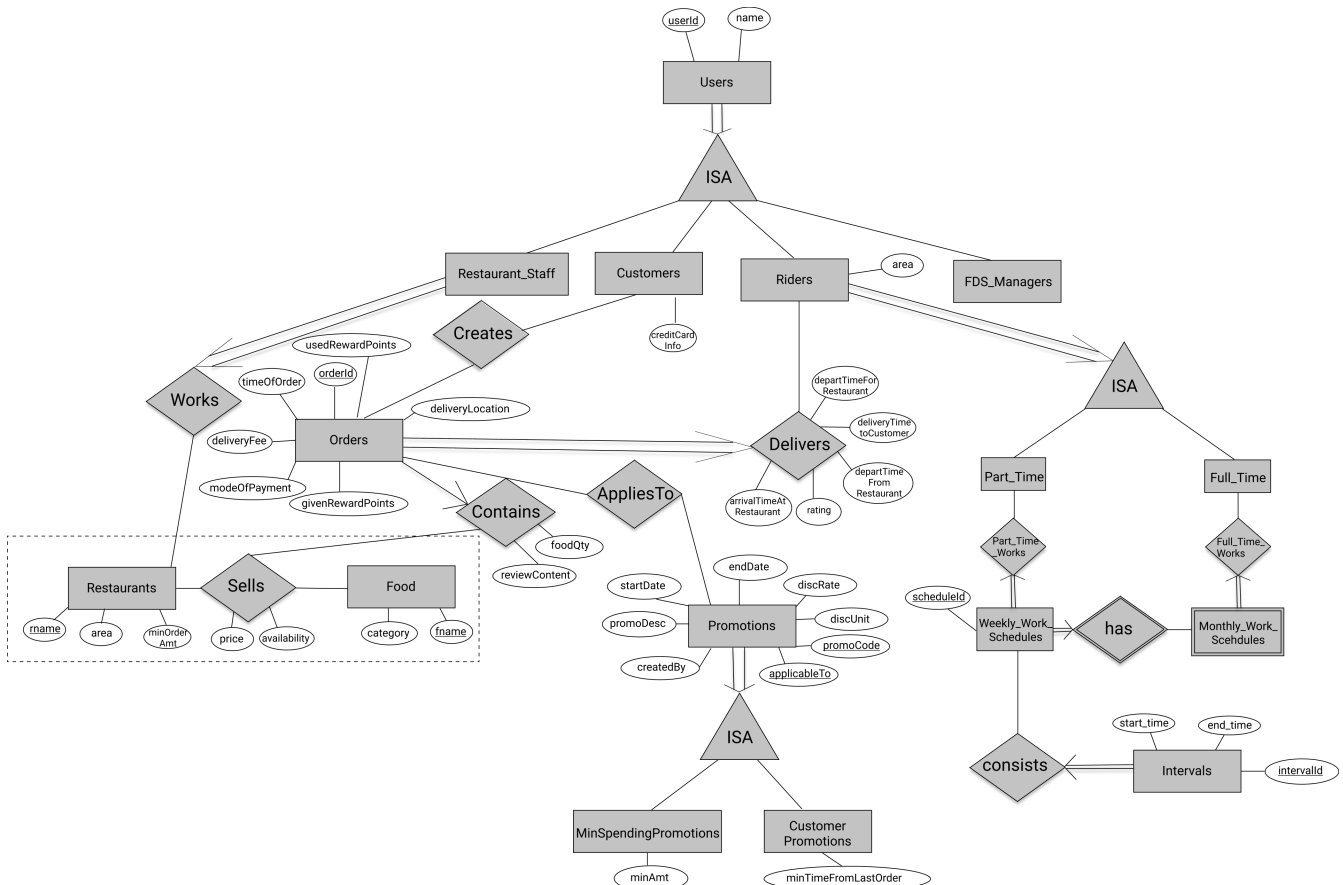 userId
name
Users
ISA
Restaurant_Staff
Customers
Riders
area
FDS_Managers
Creates
creditCard
Info
usedRewardPoints
orderId
timeOfOrder
Works
deliveryLocation
departTimeFor
Restaurant
ISA
deliveryFee
Orders
Delivers
deliveryTime
toCustomer
modeOfPayment
givenRewardPoints
AppliesTo
departTime
From
Restaurant
Part_Time
Full_Time
arrivalTimeAt
Restaurant
rating
Contains
foodQty
reviewContent
Part_Time
_Works
Full_Time_
Works
Restaurants
Sells
Food
rname
area
minOrder
Amt
price
availability
category
fname
endDate
startDate
discRate
promoDesc
Promotions
discUnit
promoCode
createdBy
applicableTo
scheduleId
Weekly_Work_
Schedules
has
Monthly_Work_
Scehdules
ISA
start_time
end_time
consists
Intervals
intervalId
MinSpendingPromotions
Customer
Promotions
minAmt
minTimeFromLastOrder